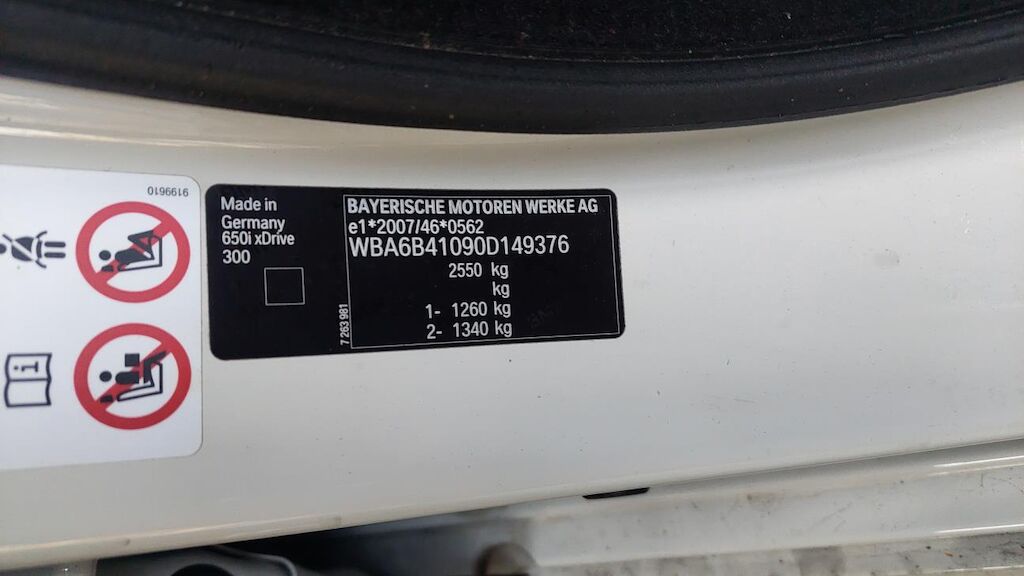 9199610
Made in
Germany
650i xDrive
300
7 263 981
BAYERISCHE MOTOREN WERKE AG
e1*2007/46*0562
WBA6B41090D149376
2550 kg
kg
1- 1260 kg
2- 1340 kg
i